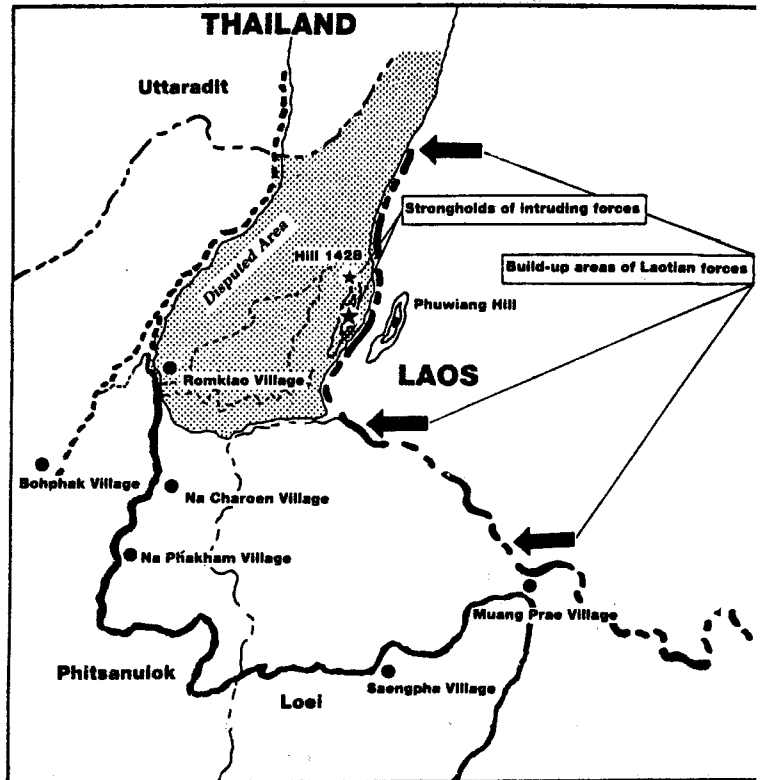 THAILAND
Uttaradit
Strongholds of intruding forces
Disputed Area
Hill 1428
Build-up areas of Laotian forces
Phuwiang Hill
LAOS
Romkiao Village
Bohphak Village
Na Charoen Village
Na Phakham Village
Muang Prae Village
Phitsanulok
Saengpha Village
Loei